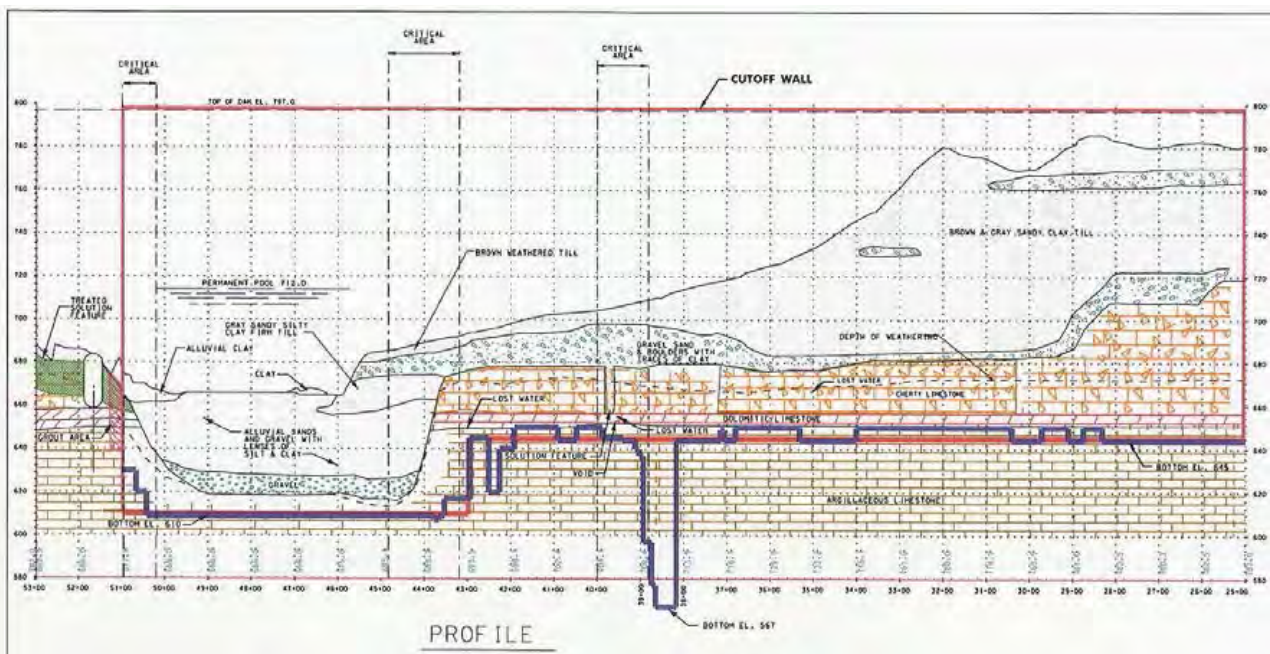 CRITICAL
AREA
CRITICAL
AREA
CRITICAL
AREA
CUTOFF WALL
TOP OF DAM EL. 797.0
800
780
760
740
720
700
680
660
640
620
600
580
800
780
760
740
720
700
680
660
640
620
600
580
BROWN & GRAY SANDY CLAY TILL
BROWN WEATHERED TILL
PERMANENT POOL 712.0
TREATED
SOLUTION
FEATURE
GRAY SANDY SILTY
CLAY FIRM TILL
ALLUVIAL CLAY
CLAY
GRAVEL SAND
& BOULDERS WITH
TRACES OF CLAY
DEPTH OF WEATHERING
LOST WATER
CHERTY LIMESTONE
LOST WATER
DOLOMITIC LIMESTONE
GROUT AREA
ALLUVIAL SANDS
AND GRAVEL WITH
LENSES OF
SILT & CLAY
LOST WATER
SOLUTION FEATURE
VOID
BOTTOM EL. 645
GRAVEL
ARGILLACEOUS LIMESTONE
BOTTOM EL. 610
53+00
52+00
51+00
50+00
49+00
48+00
47+00
46+00
45+00
44+00
43+00
42+00
41+00
40+00
39+00
38+00
37+00
36+00
35+00
34+00
33+00
32+00
31+00
30+00
29+00
28+00
27+00
26+00
25+00
BOTTOM EL. 567
PROFILE